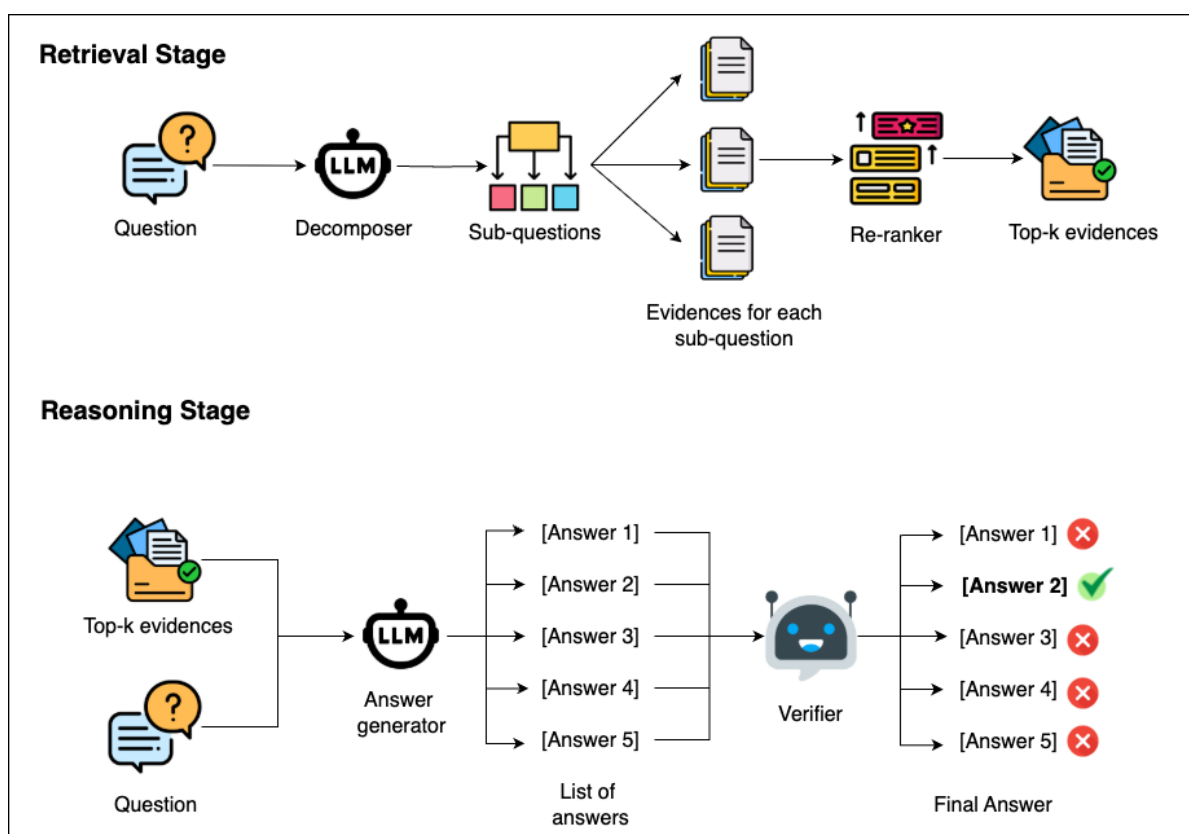 Retrieval Stage
?
LLM
Question
Decomposer
Sub-questions
Evidences for each
sub-question
Re-ranker
Top-k evidences
Reasoning Stage
Top-k evidences
?
Question
LLM
Answer
generator
[Answer 1]
[Answer 2]
[Answer 3]
[Answer 4]
[Answer 5]
List of
answers
Verifier
[Answer 1]
[Answer 2]
[Answer 3]
[Answer 4]
[Answer 5]
Final Answer